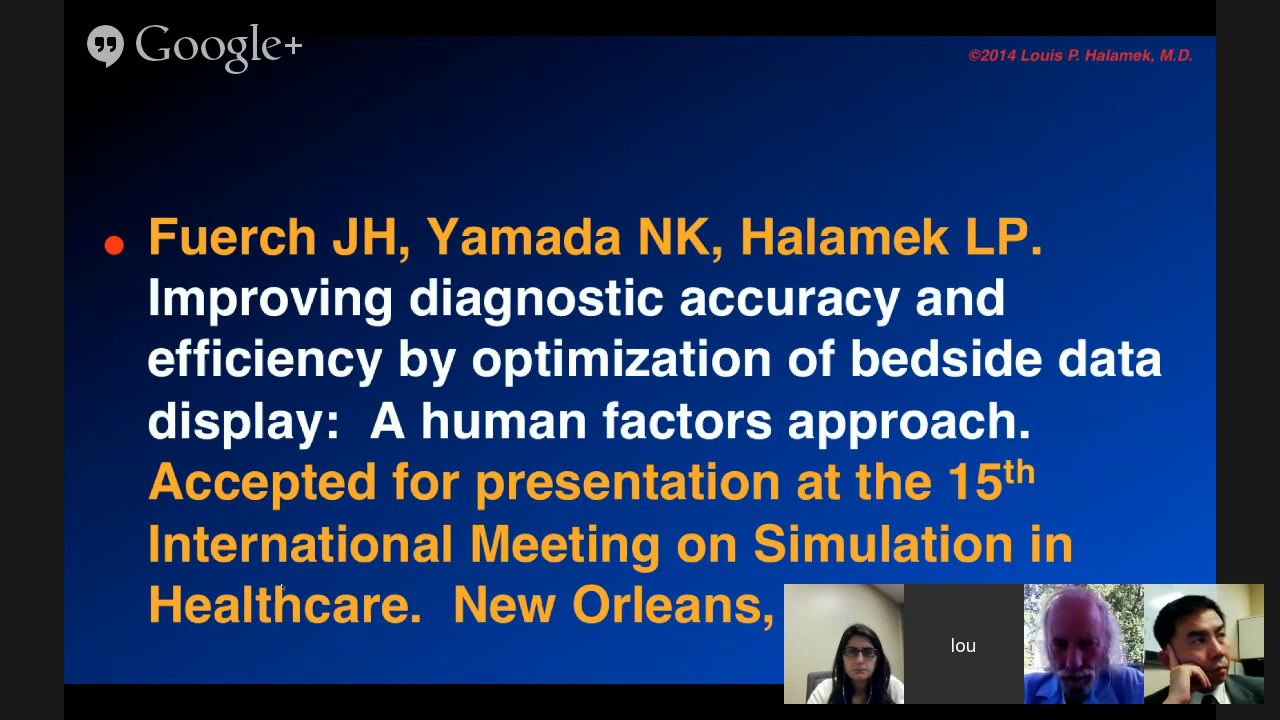 Google+
©2014 Louis P. Halamek, M.D.
• Fuerch JH, Yamada NK, Halamek LP.
Improving diagnostic accuracy and
efficiency by optimization of bedside data
display: A human factors approach.
Accepted for presentation at the 15th
International Meeting on Simulation in
Healthcare. New Orleans,
lou